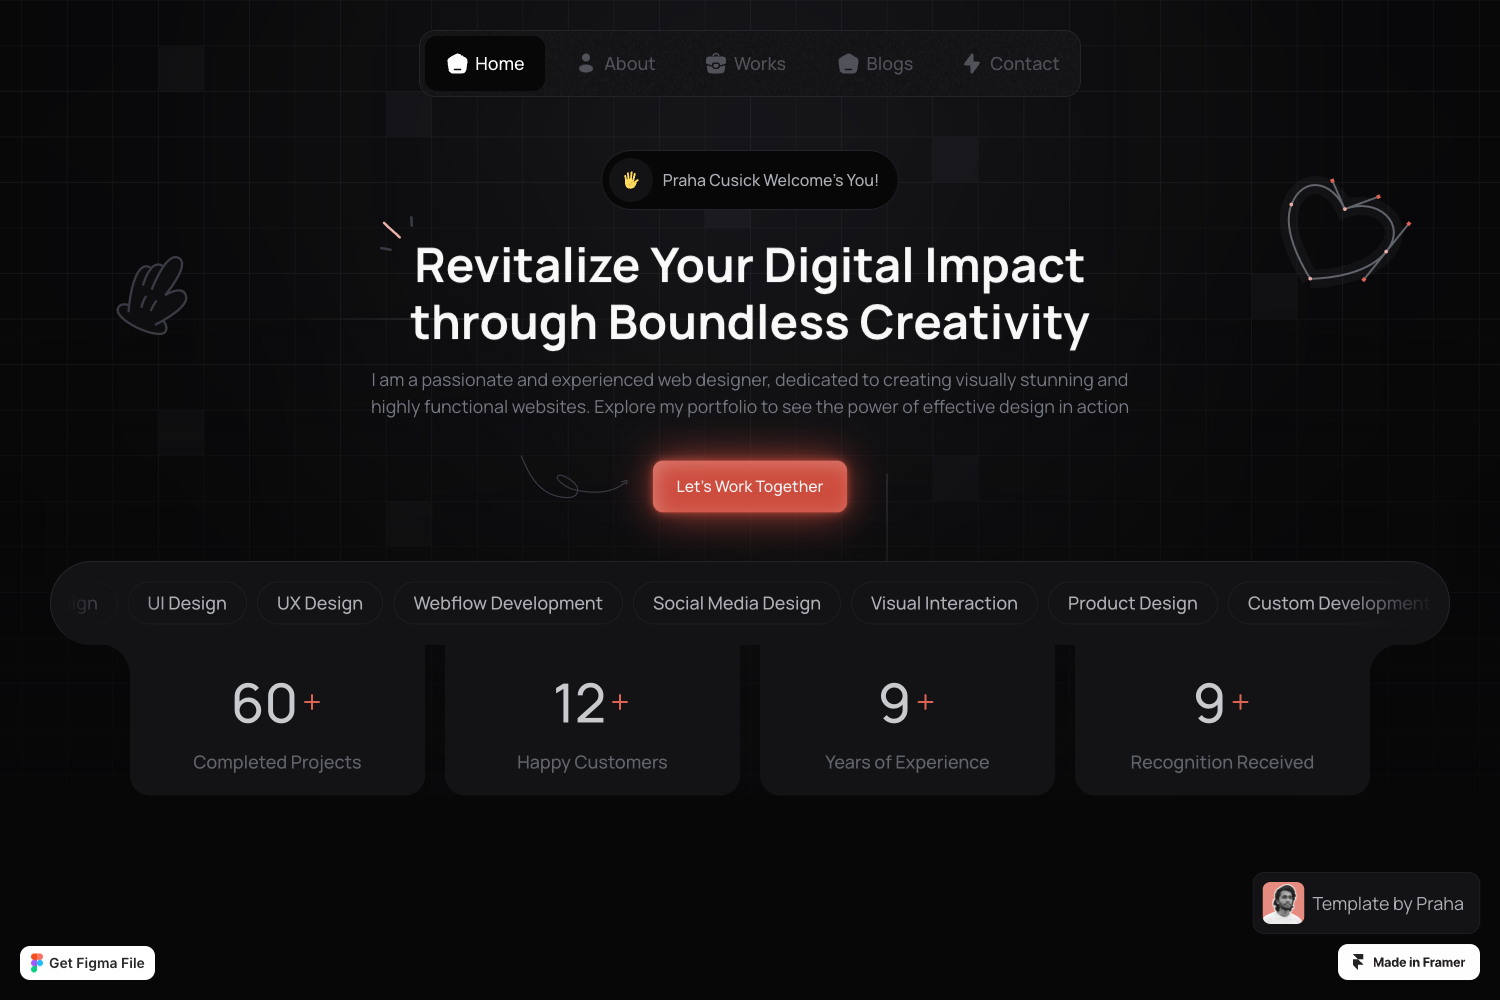 Home
About
Works
Blogs
Contact
Praha Cusick Welcome's You!
Revitalize Your Digital Impact
through Boundless Creativity
I am a passionate and experienced web designer, dedicated to creating visually stunning and
highly functional websites. Explore my portfolio to see the power of effective design in action
Let's Work Together
ign
UI Design
UX Design
Webflow Development
Social Media Design
Visual Interaction
Product Design
Custom Development
60+
Completed Projects
12+
Happy Customers
9+
Years of Experience
9+
Recognition Received
Template by Praha
Get Figma File
Made in Framer